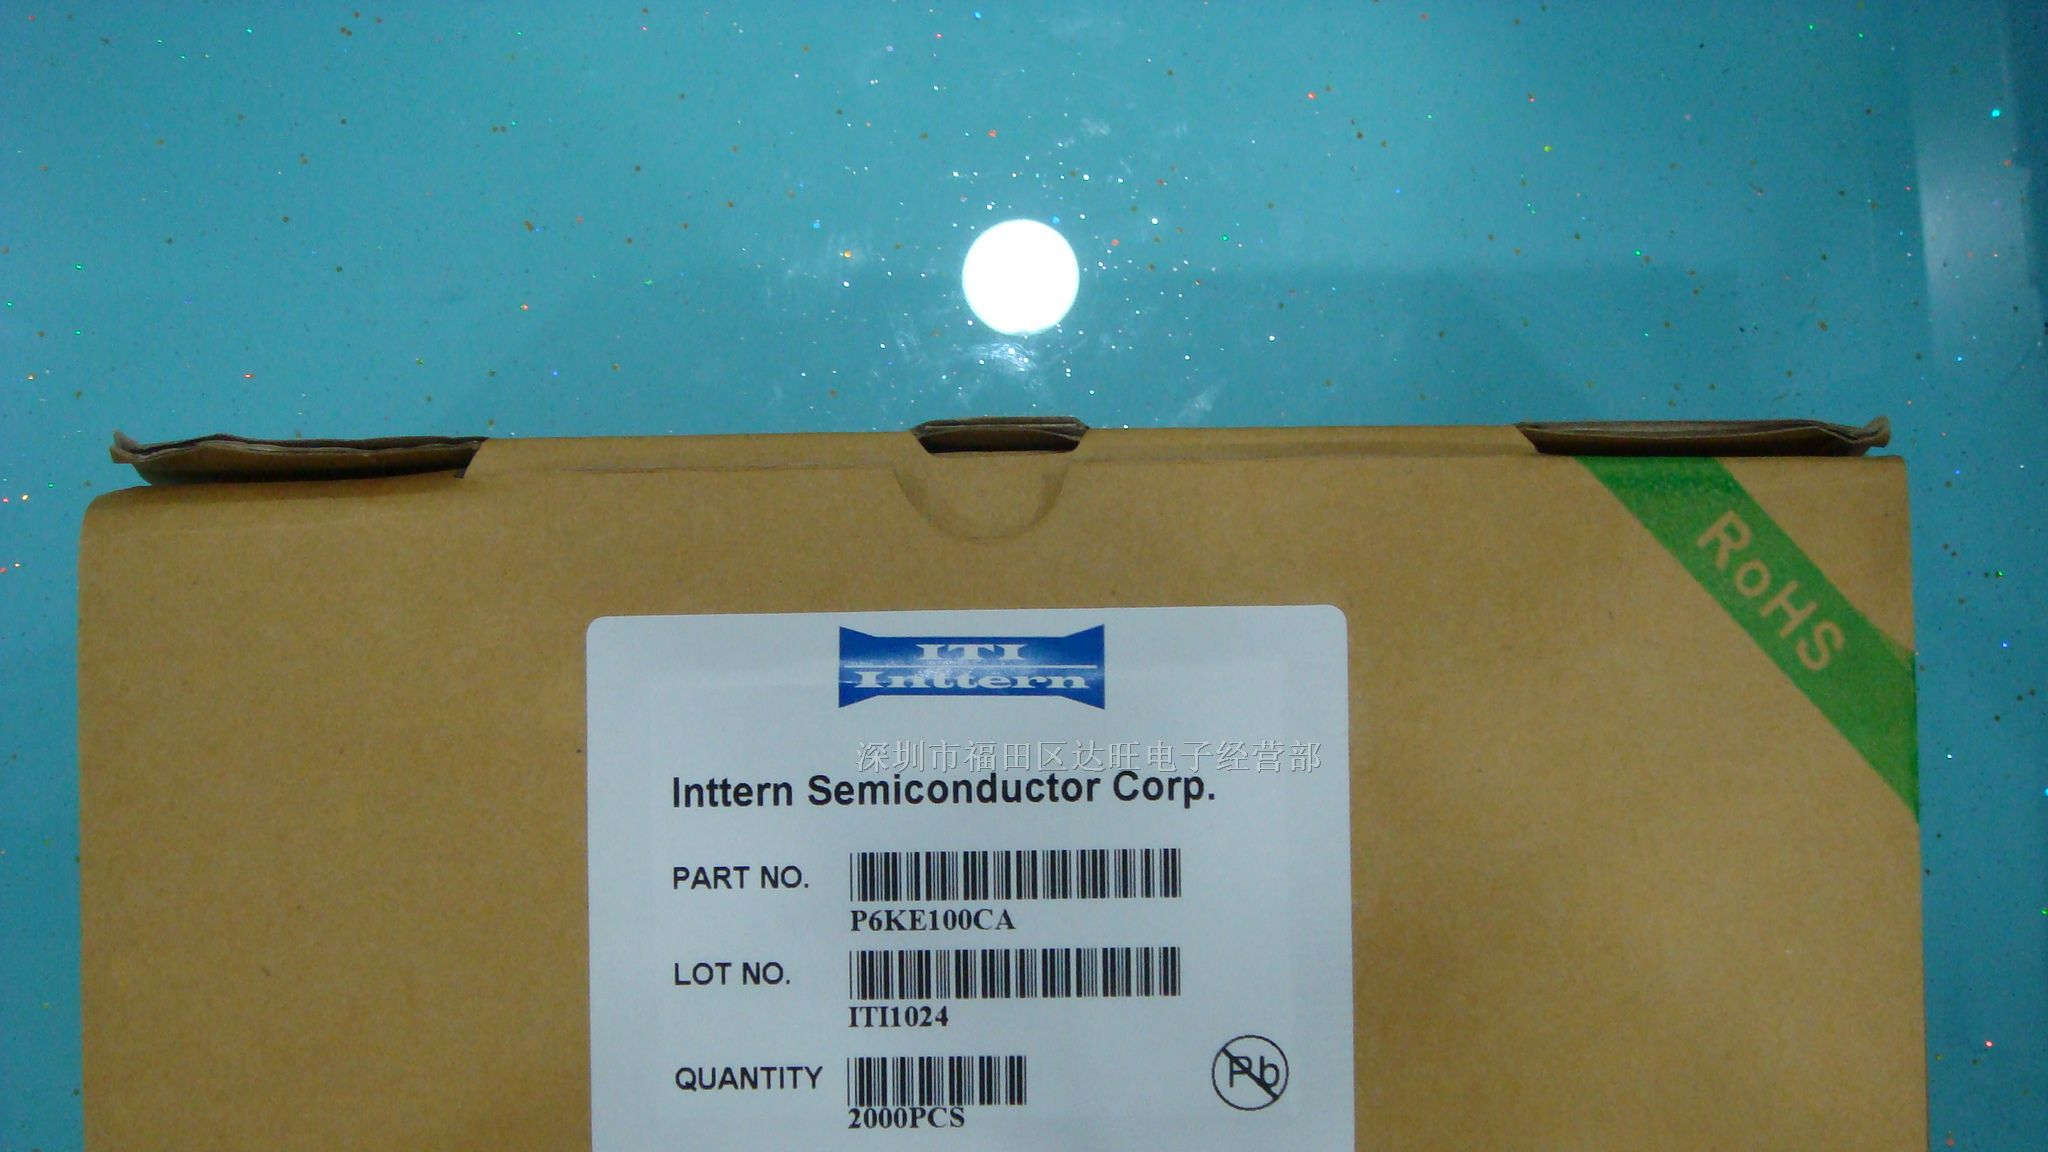 RoHS
ITI
Inttern
深圳市福田区达旺电子经营部
Inttern Semiconductor Corp.
PART NO.
P6KE100CA
LOT NO.
ITI1024
QUANTITY
2000PCS
Pb